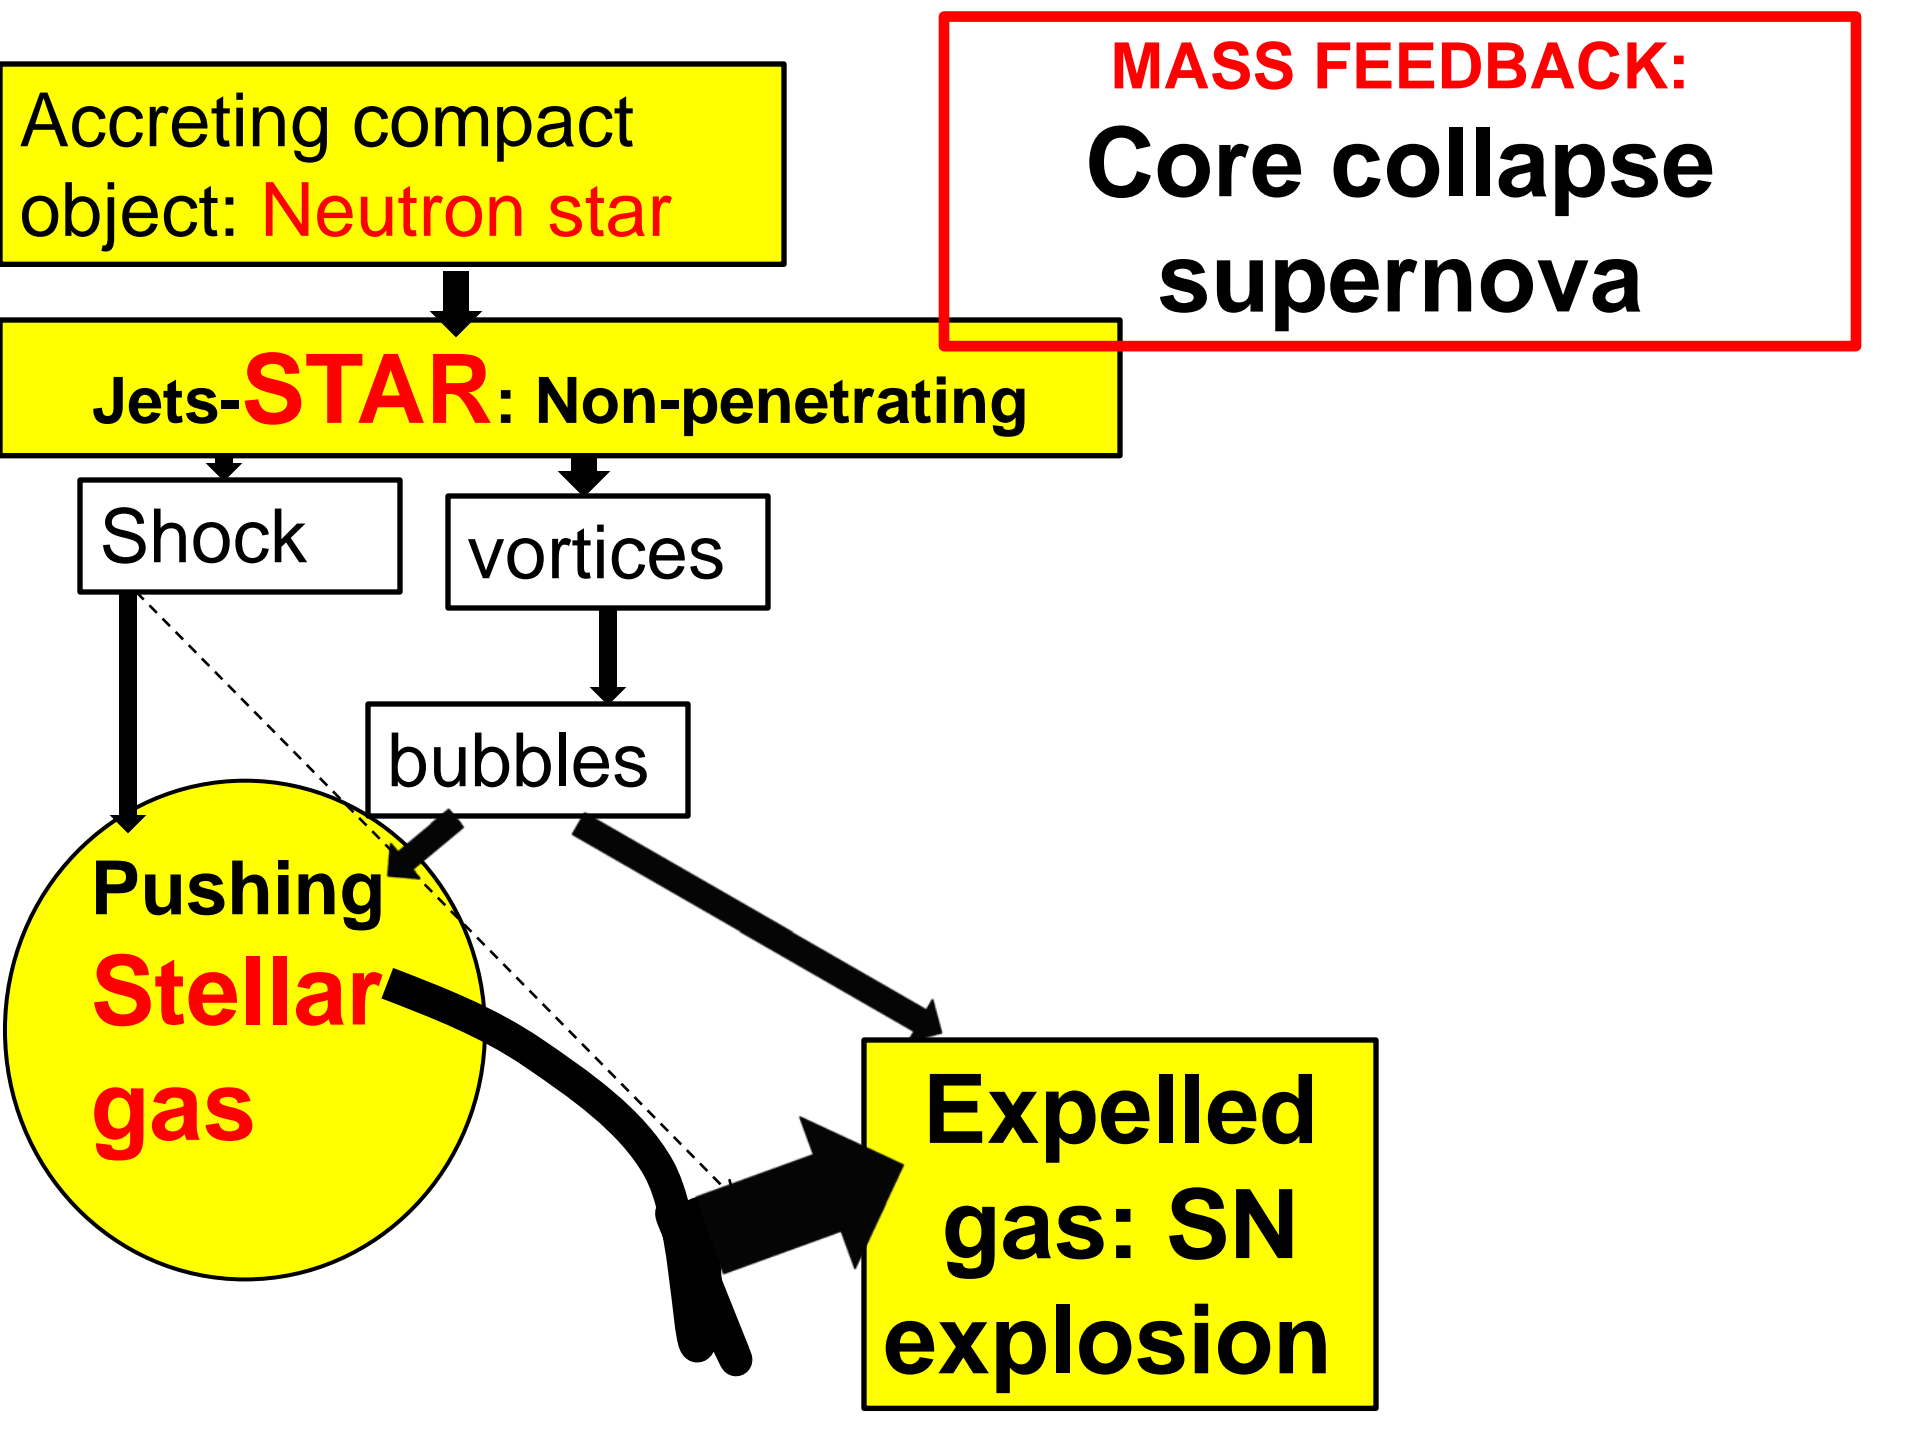 MASS FEEDBACK:
Core collapse
supernova
Accreting compact
object: Neutron star
Jets-STAR: Non-penetrating
Shock
vortices
bubbles
Pushing
Stellar
gas
Expelled
gas: SN
explosion